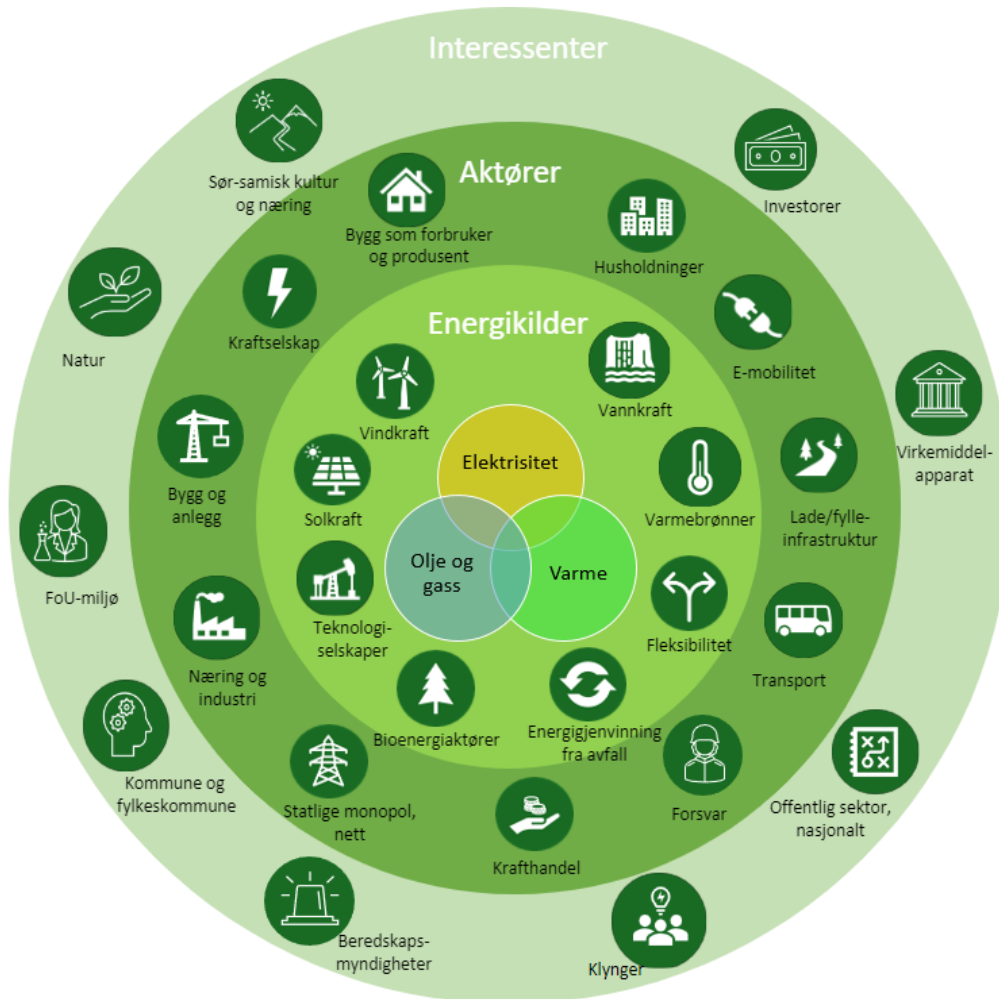 Interessenter
Sør-samisk kultur
og næring
Investorer
Natur
Virkemiddel-
apparat
FoU-miljø
Kommune og
fylkeskommune
Offentlig sektor,
nasjonalt
Beredskaps-
myndigheter
Klynger
Aktører
Bygg som forbruker
og produsent
Husholdninger
Kraftselskap
E-mobilitet
Bygg og
anlegg
Lade/fylle-
infrastruktur
Næring og
industri
Transport
Statlige monopol,
nett
Forsvar
Krafthandel
Energikilder
Vindkraft
Vannkraft
Solkraft
Varmebrønner
Teknologi-
selskaper
Fleksibilitet
Bioenergiaktører
Energigjenvinning
fra avfall
Elektrisitet
Olje og
gass
Varme